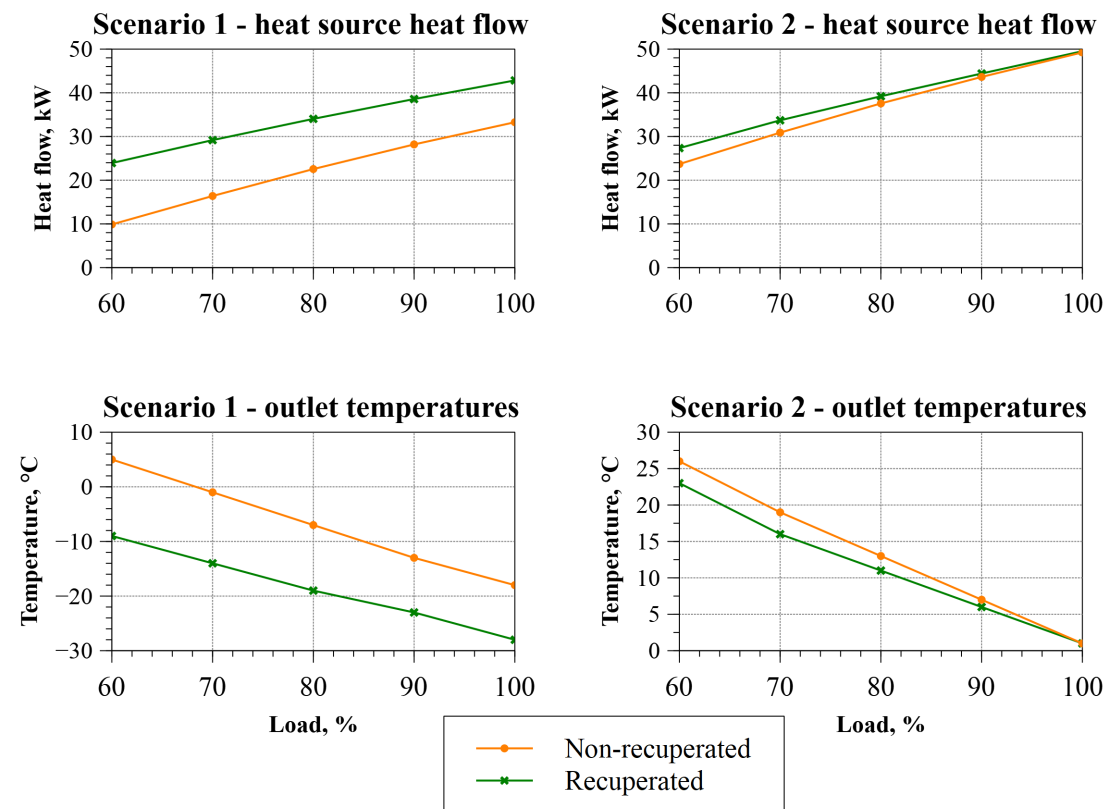 Scenario 1 - heat source heat flow
Heat flow, kW
50
40
30
20
10
0
60 70 80 90 100
Scenario 2 - heat source heat flow
Heat flow, kW
50
40
30
20
10
0
60 70 80 90 100
Scenario 1 - outlet temperatures
Temperature, °C
10
0
−10
−20
−30
60 70 80 90 100
Load, %
Scenario 2 - outlet temperatures
Temperature, °C
30
25
20
15
10
5
0
60 70 80 90 100
Load, %
Non-recuperated
Recuperated